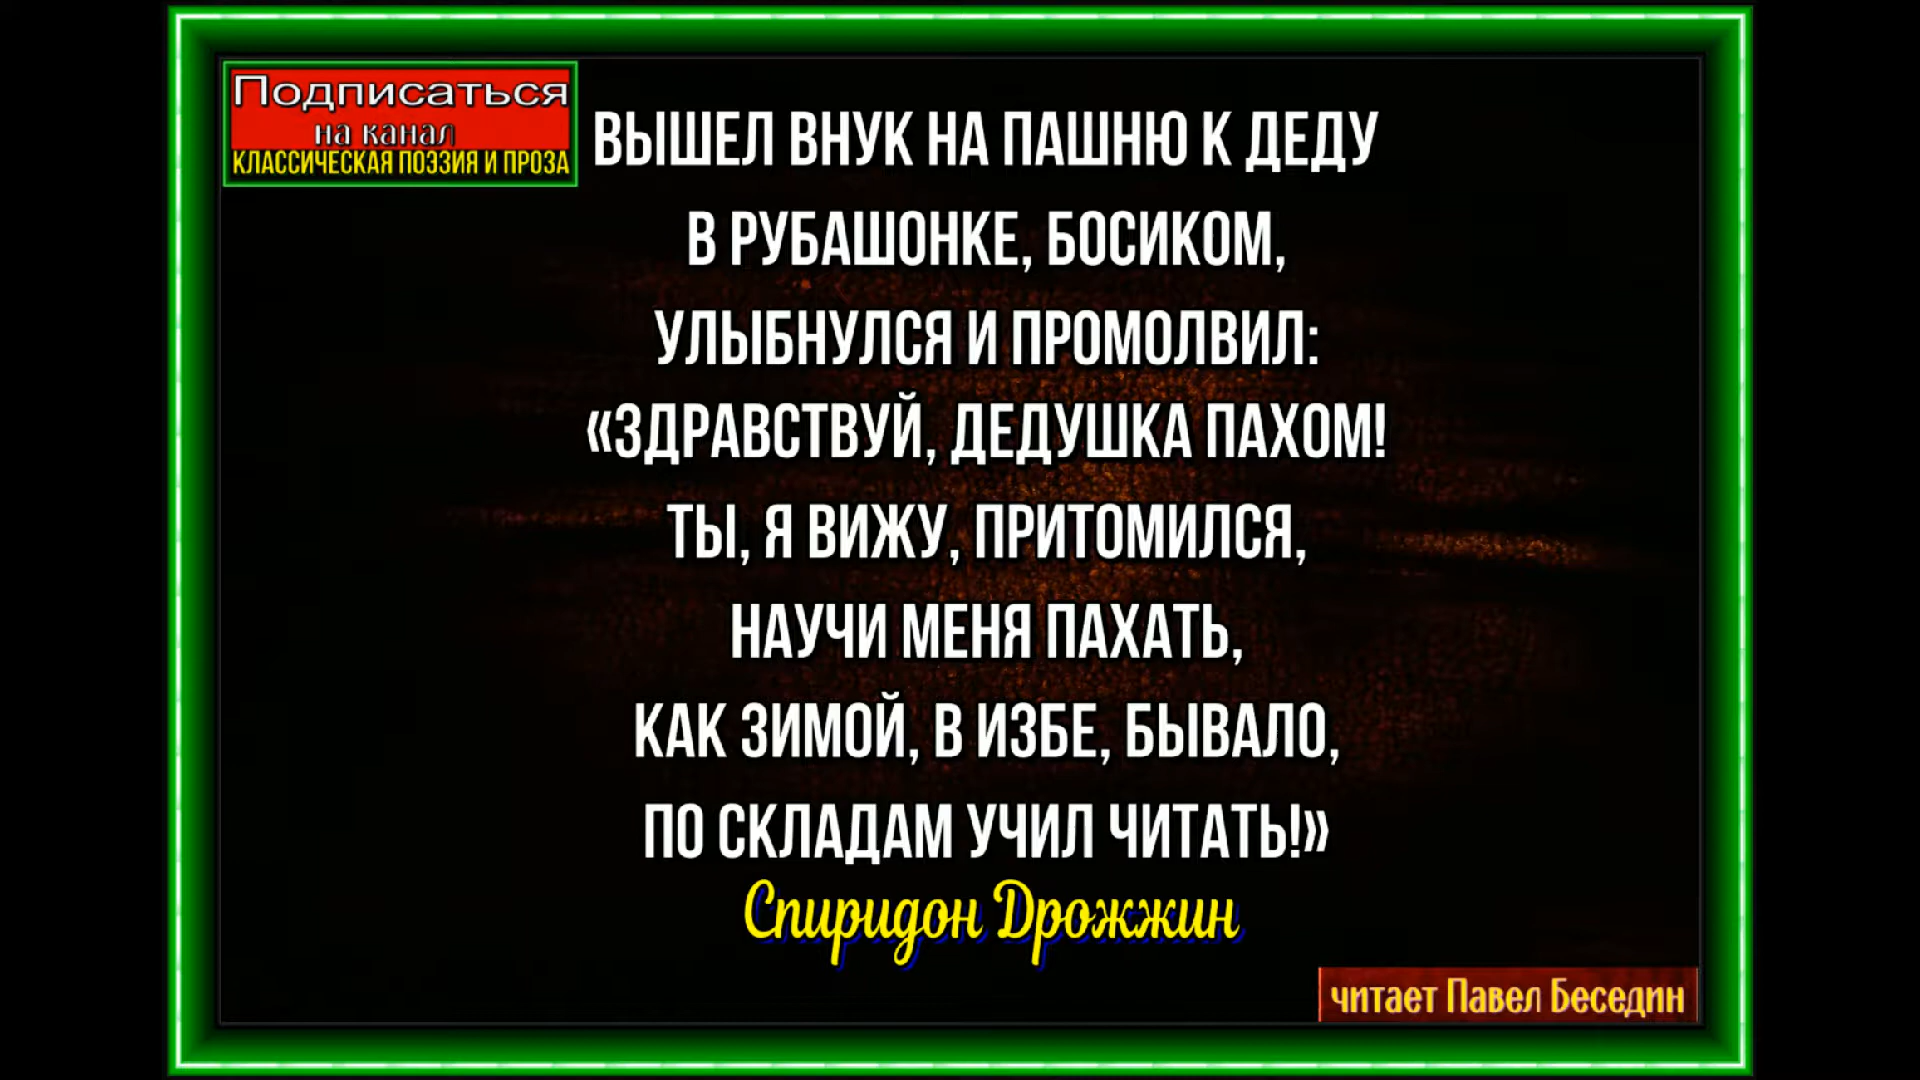 Подписаться
на канал
КЛАССИЧЕСКАЯ ПОЭЗИЯ И ПРОЗА
ВЫШЕЛ ВНУК НА ПАШНЮ К ДЕДУ
В РУБАШОНКЕ, БОСИКОМ,
УЛЫБНУЛСЯ И ПРОМОЛВИЛ:
«ЗДРАВСТВУЙ, ДЕДУШКА ПАХОМ!
ТЫ, Я ВИЖУ, ПРИТОМИЛСЯ,
НАУЧИ МЕНЯ ПАХАТЬ,
КАК ЗИМОЙ, В ИЗБЕ, БЫВАЛО,
ПО СКЛАДАМ УЧИЛ ЧИТАТЬ!»
Спиридон Дрожжин
читает Павел Беседин